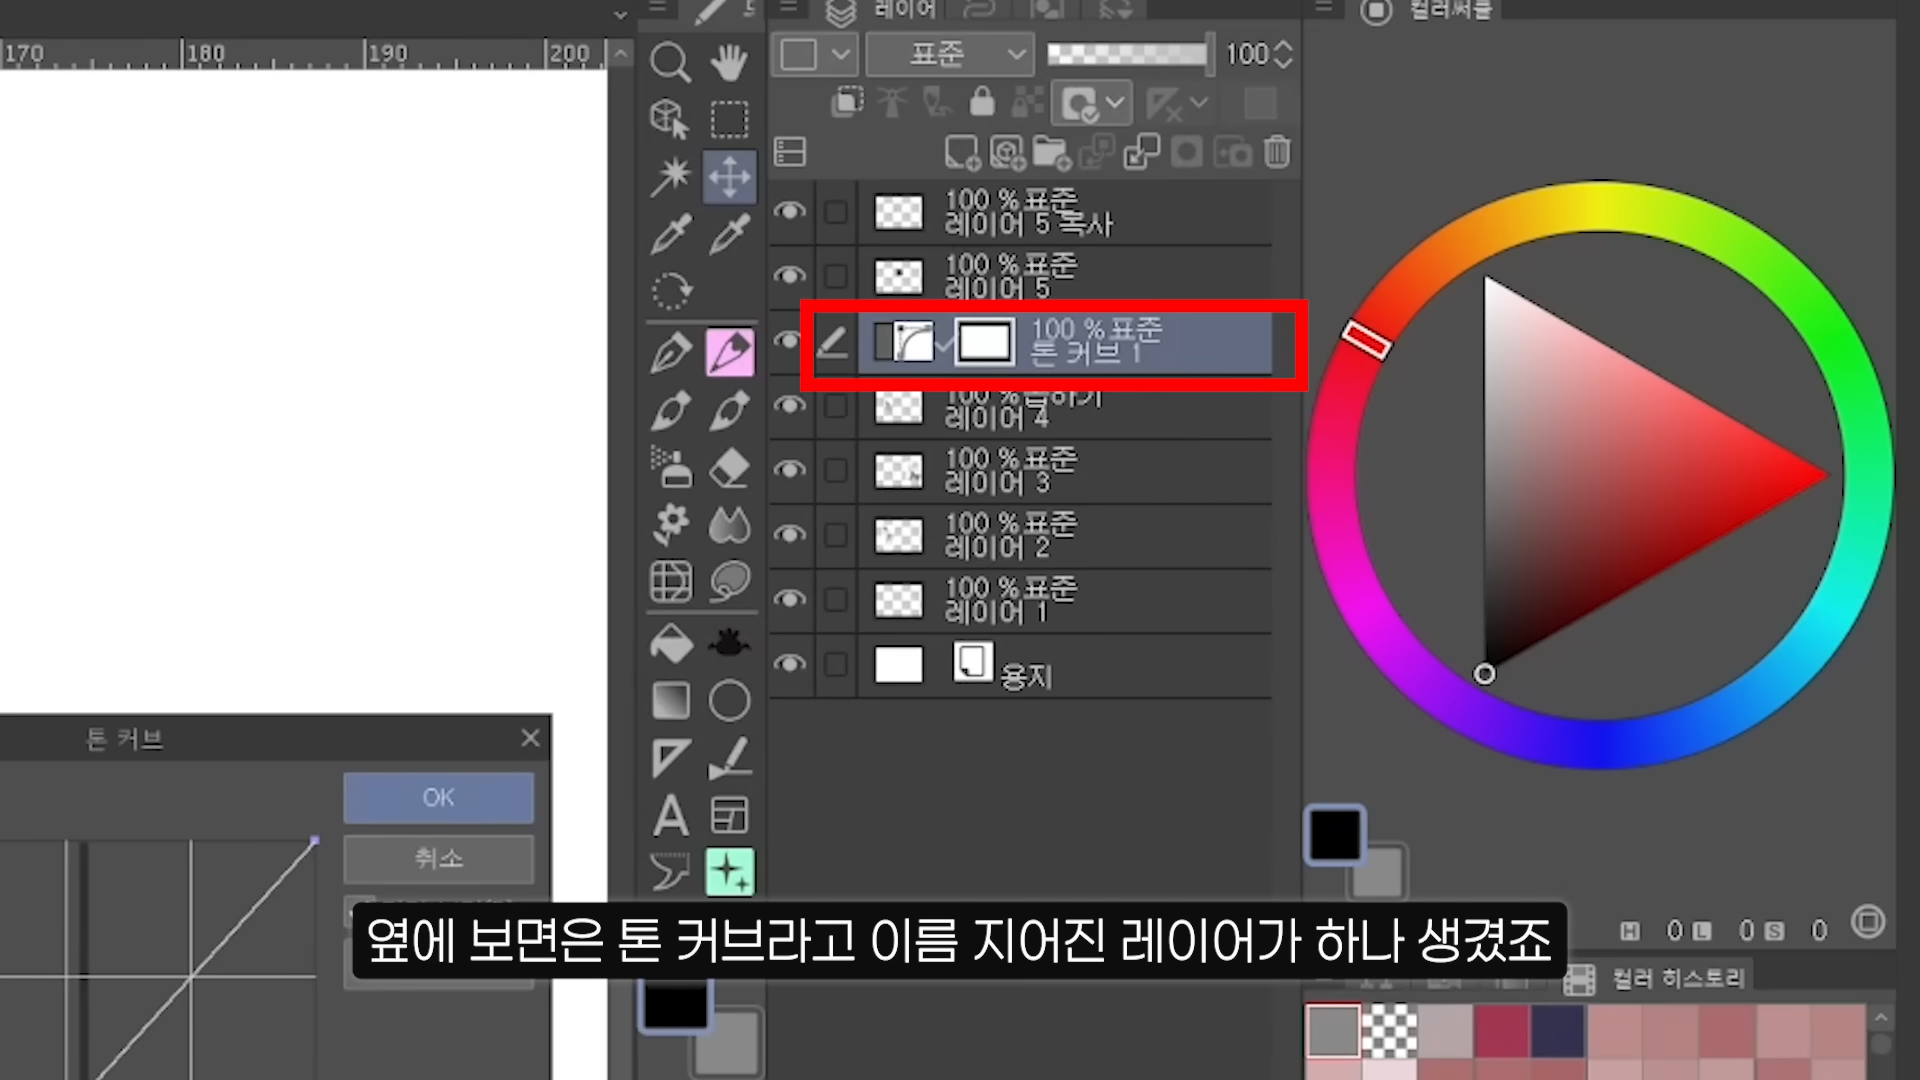 레이어
컬러써클
170
180
190
200
표준
100
100 %표준
레이어 5 복사
100 %표준
레이어 5
100 %표준
톤 커브 1
100 %곱하기
레이어 4
100 %표준
레이어 3
100 %표준
레이어 2
100 %표준
레이어 1
용지
톤 커브
OK
취소
A
옆에 보면은 톤 커브라고 이름 지어진 레이어가 하나 생겼죠
H 0 L 0 S 0
컬러 히스토리